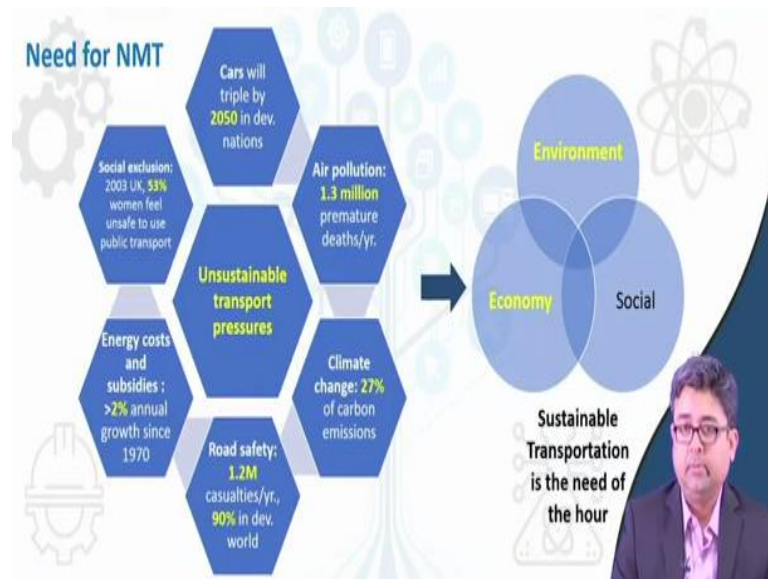 Need for NMT
Cars will
triple by
2050 in dev.
nations
Air pollution:
1.3 million
premature
deaths/yr.
Climate
change: 27%
of carbon
emissions
Road safety:
1.2M
casualties/yr.,
90% in dev.
world
Energy costs
and
subsidies :
>2% annual
growth since
1970
Social exclusion:
2003 UK, 53%
women feel
unsafe to use
public transport
Unsustainable
transport
pressures
Environment
Economy
Social
Sustainable
Transportation
is the need of
the hour